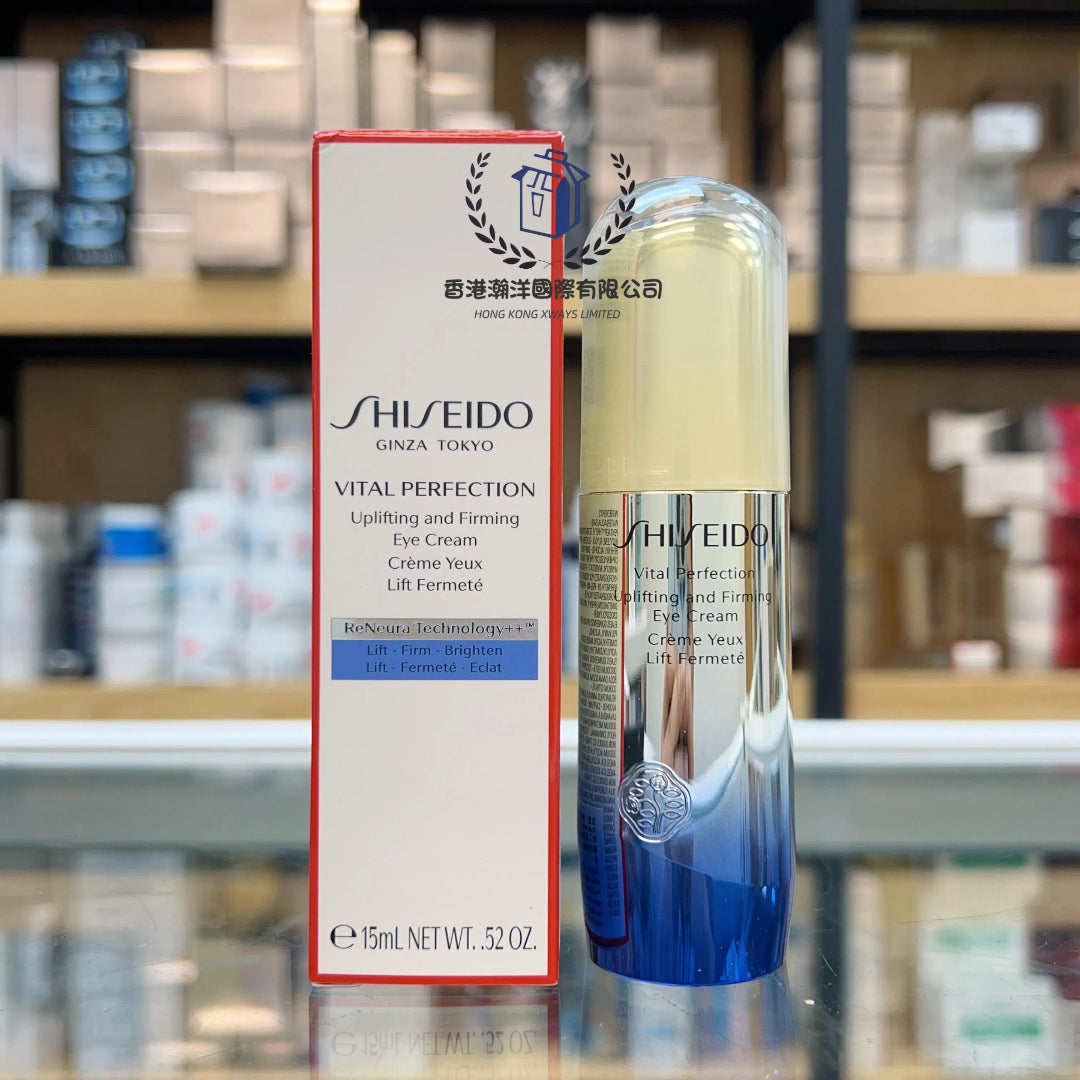 香港瀚洋國際有限公司
HONG KONG XWAYS LIMITED
SHISEIDO
GINZA TOKYO
VITAL PERFECTION
Uplifting and Firming
Eye Cream
Crème Yeux
Lift Fermeté
ReNeura Technology++™
Lift - Firm - Brighten
Lift - Fermeté - Eclat
℮ 15mL NET WT. .52 OZ.
SHISEIDO
Vital Perfection
Uplifting and Firming
Eye Cream
Crème Yeux
Lift Fermeté